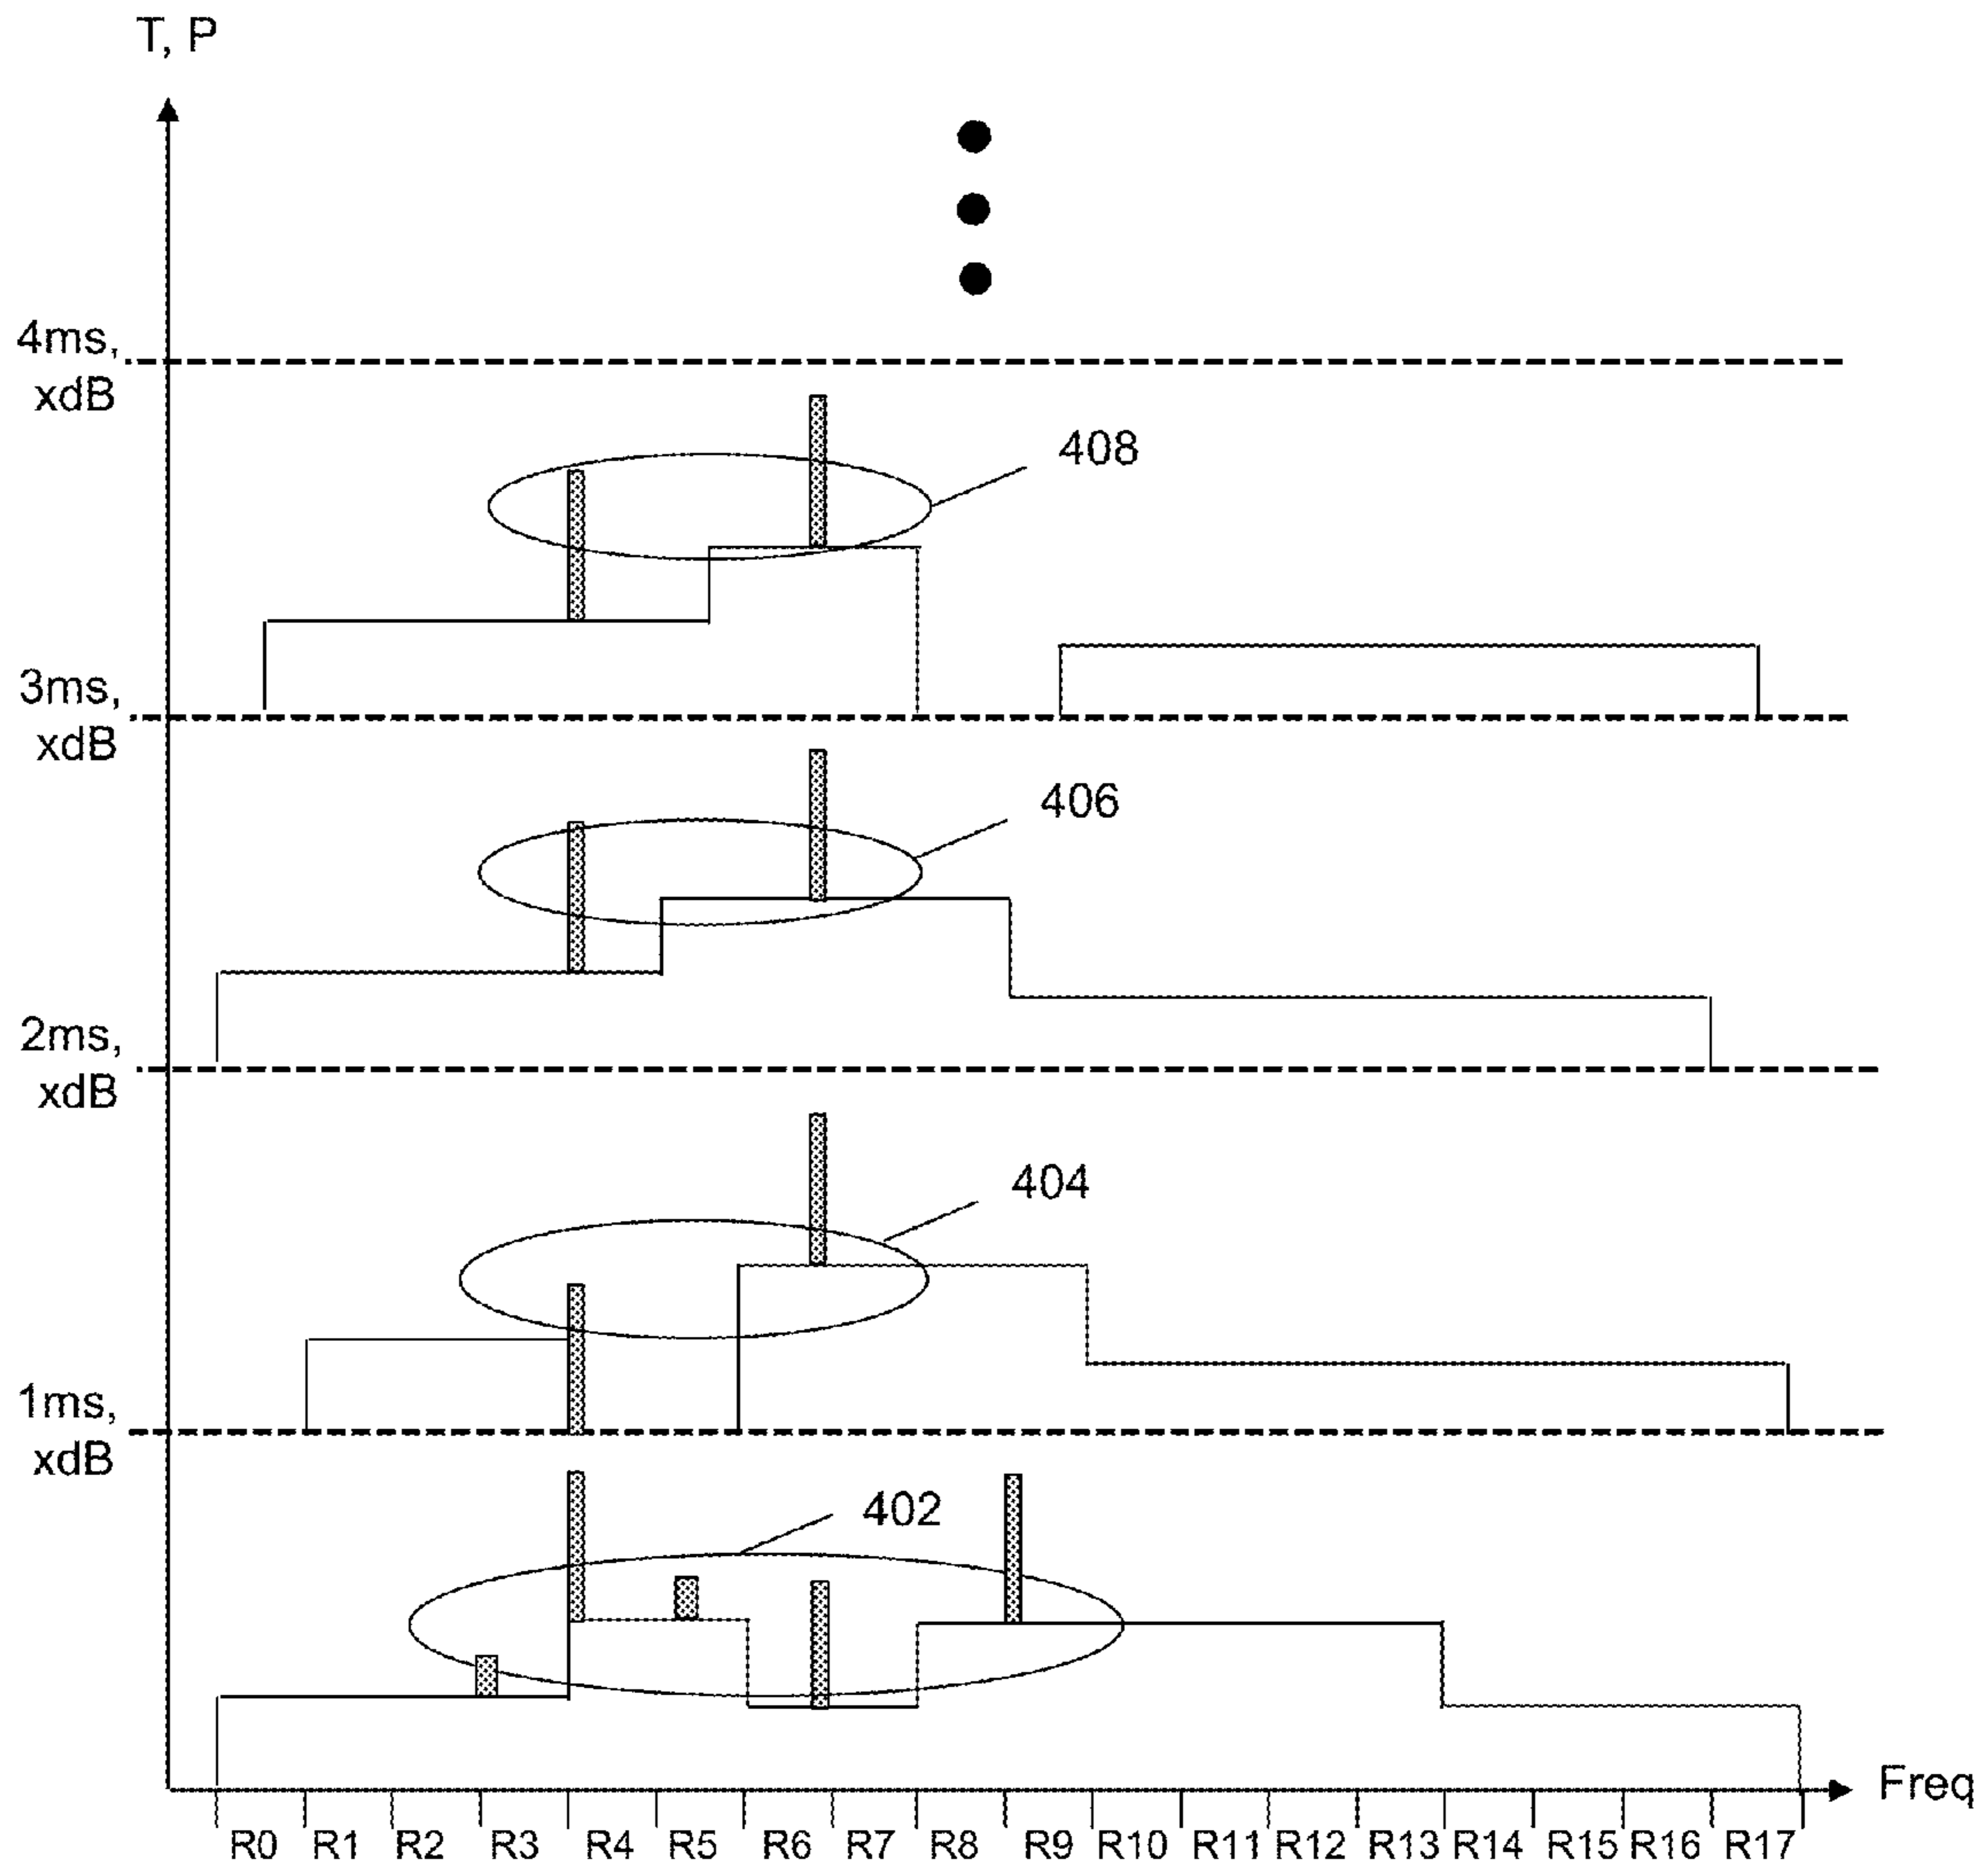 T, P
4ms,
xdB
408
3ms,
xdB
406
2ms,
xdB
404
1ms,
xdB
402
Freq
R0 R1 R2 R3 R4 R5 R6 R7 R8 R9 R10 R11 R12 R13 R14 R15 R16 R17